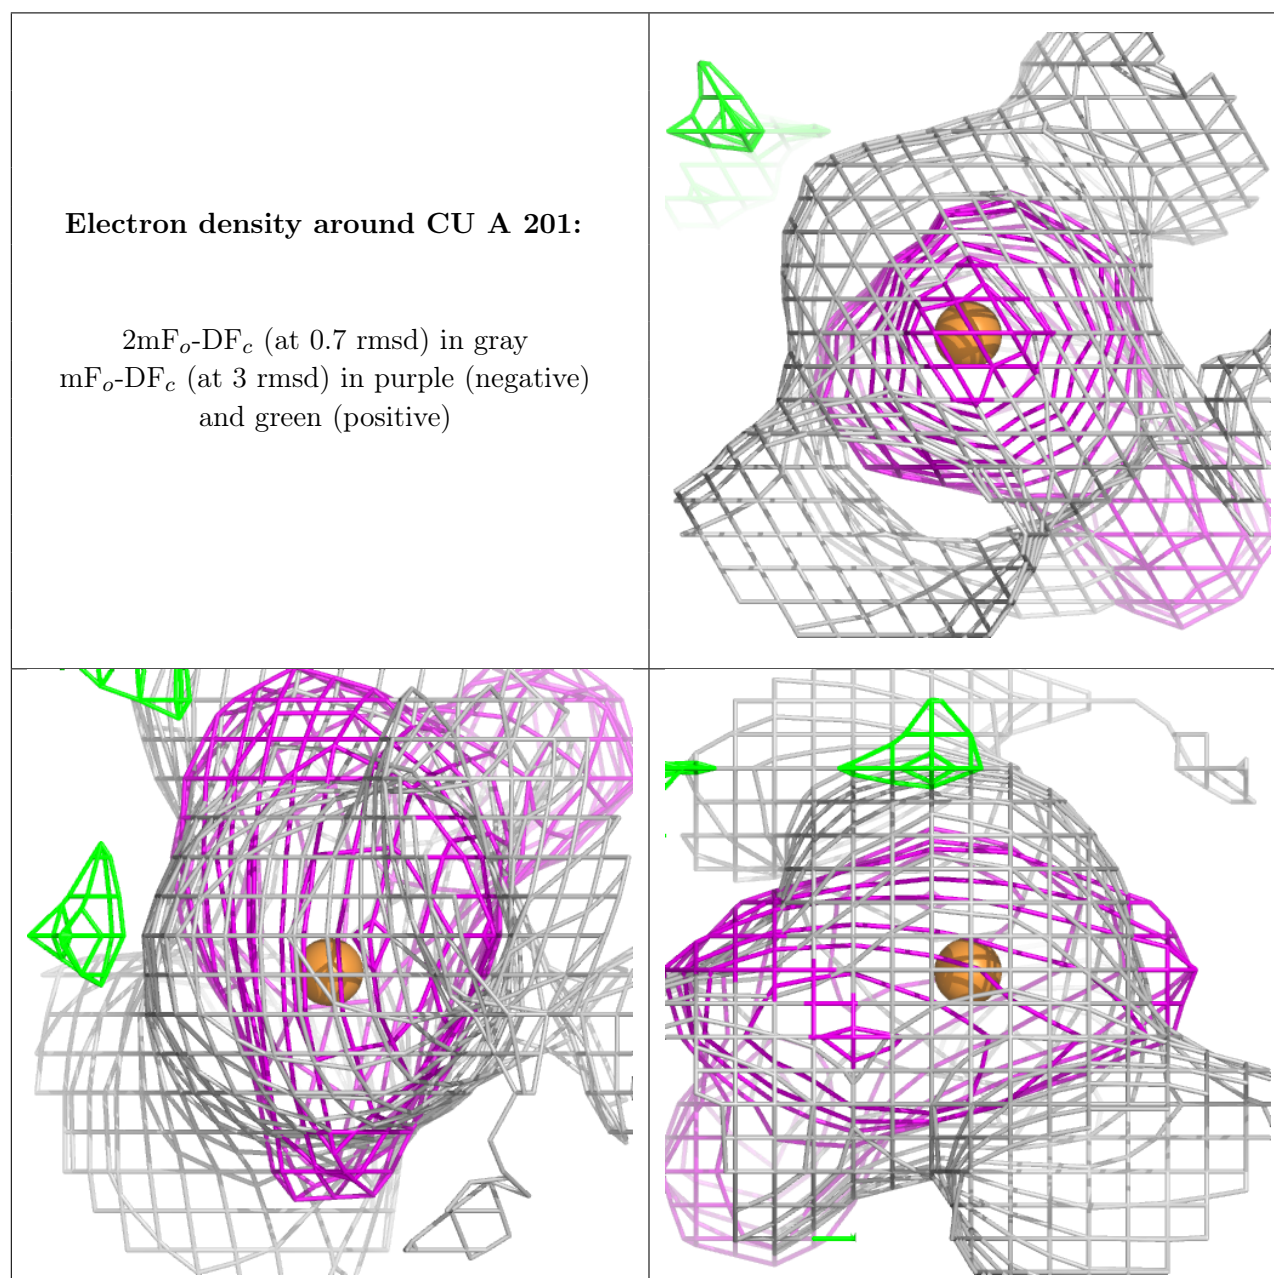 Electron density around CU A 201:
2mFo-DFc (at 0.7 rmsd) in gray
mFo-DFc (at 3 rmsd) in purple (negative)
and green (positive)